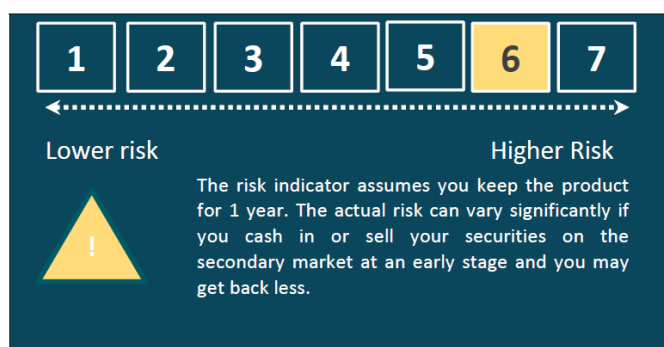 1 2 3 4 5 6 7
Lower risk Higher Risk
The risk indicator assumes you keep the product
for 1 year. The actual risk can vary significantly if
you cash in or sell your securities on the
secondary market at an early stage and you may
get back less.
!